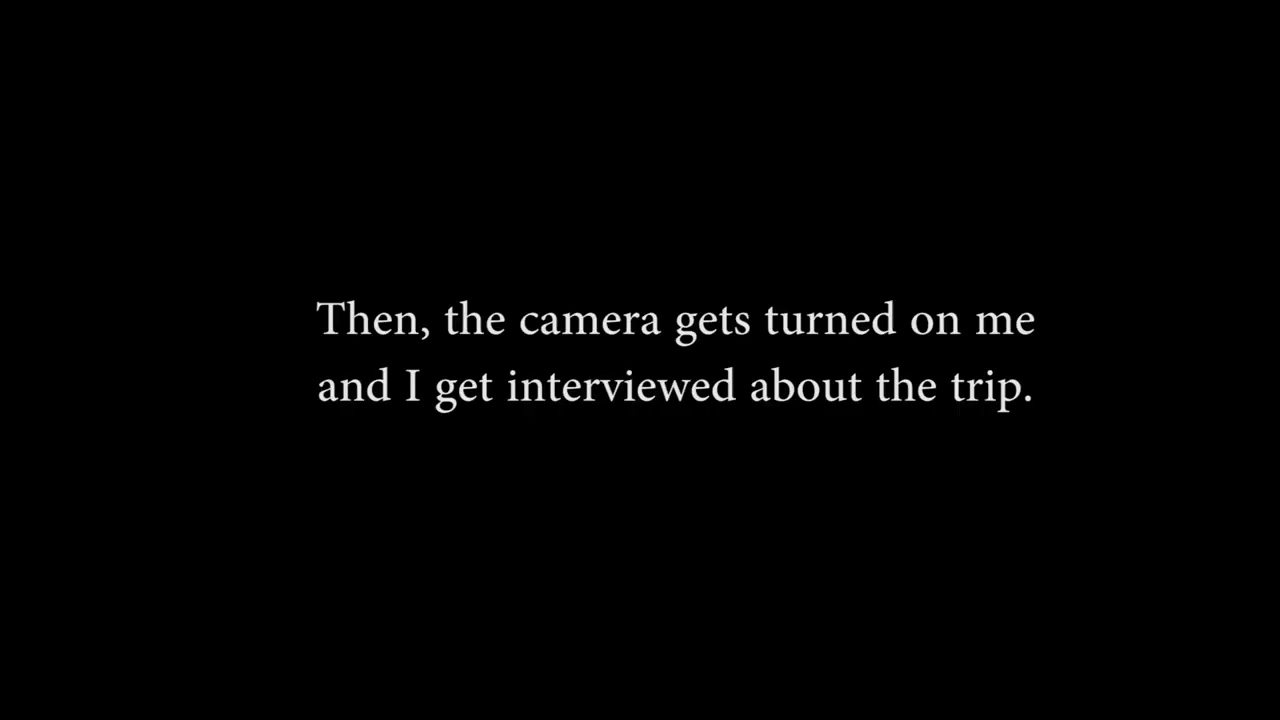 Then, the camera gets turned on me
and I get interviewed about the trip.